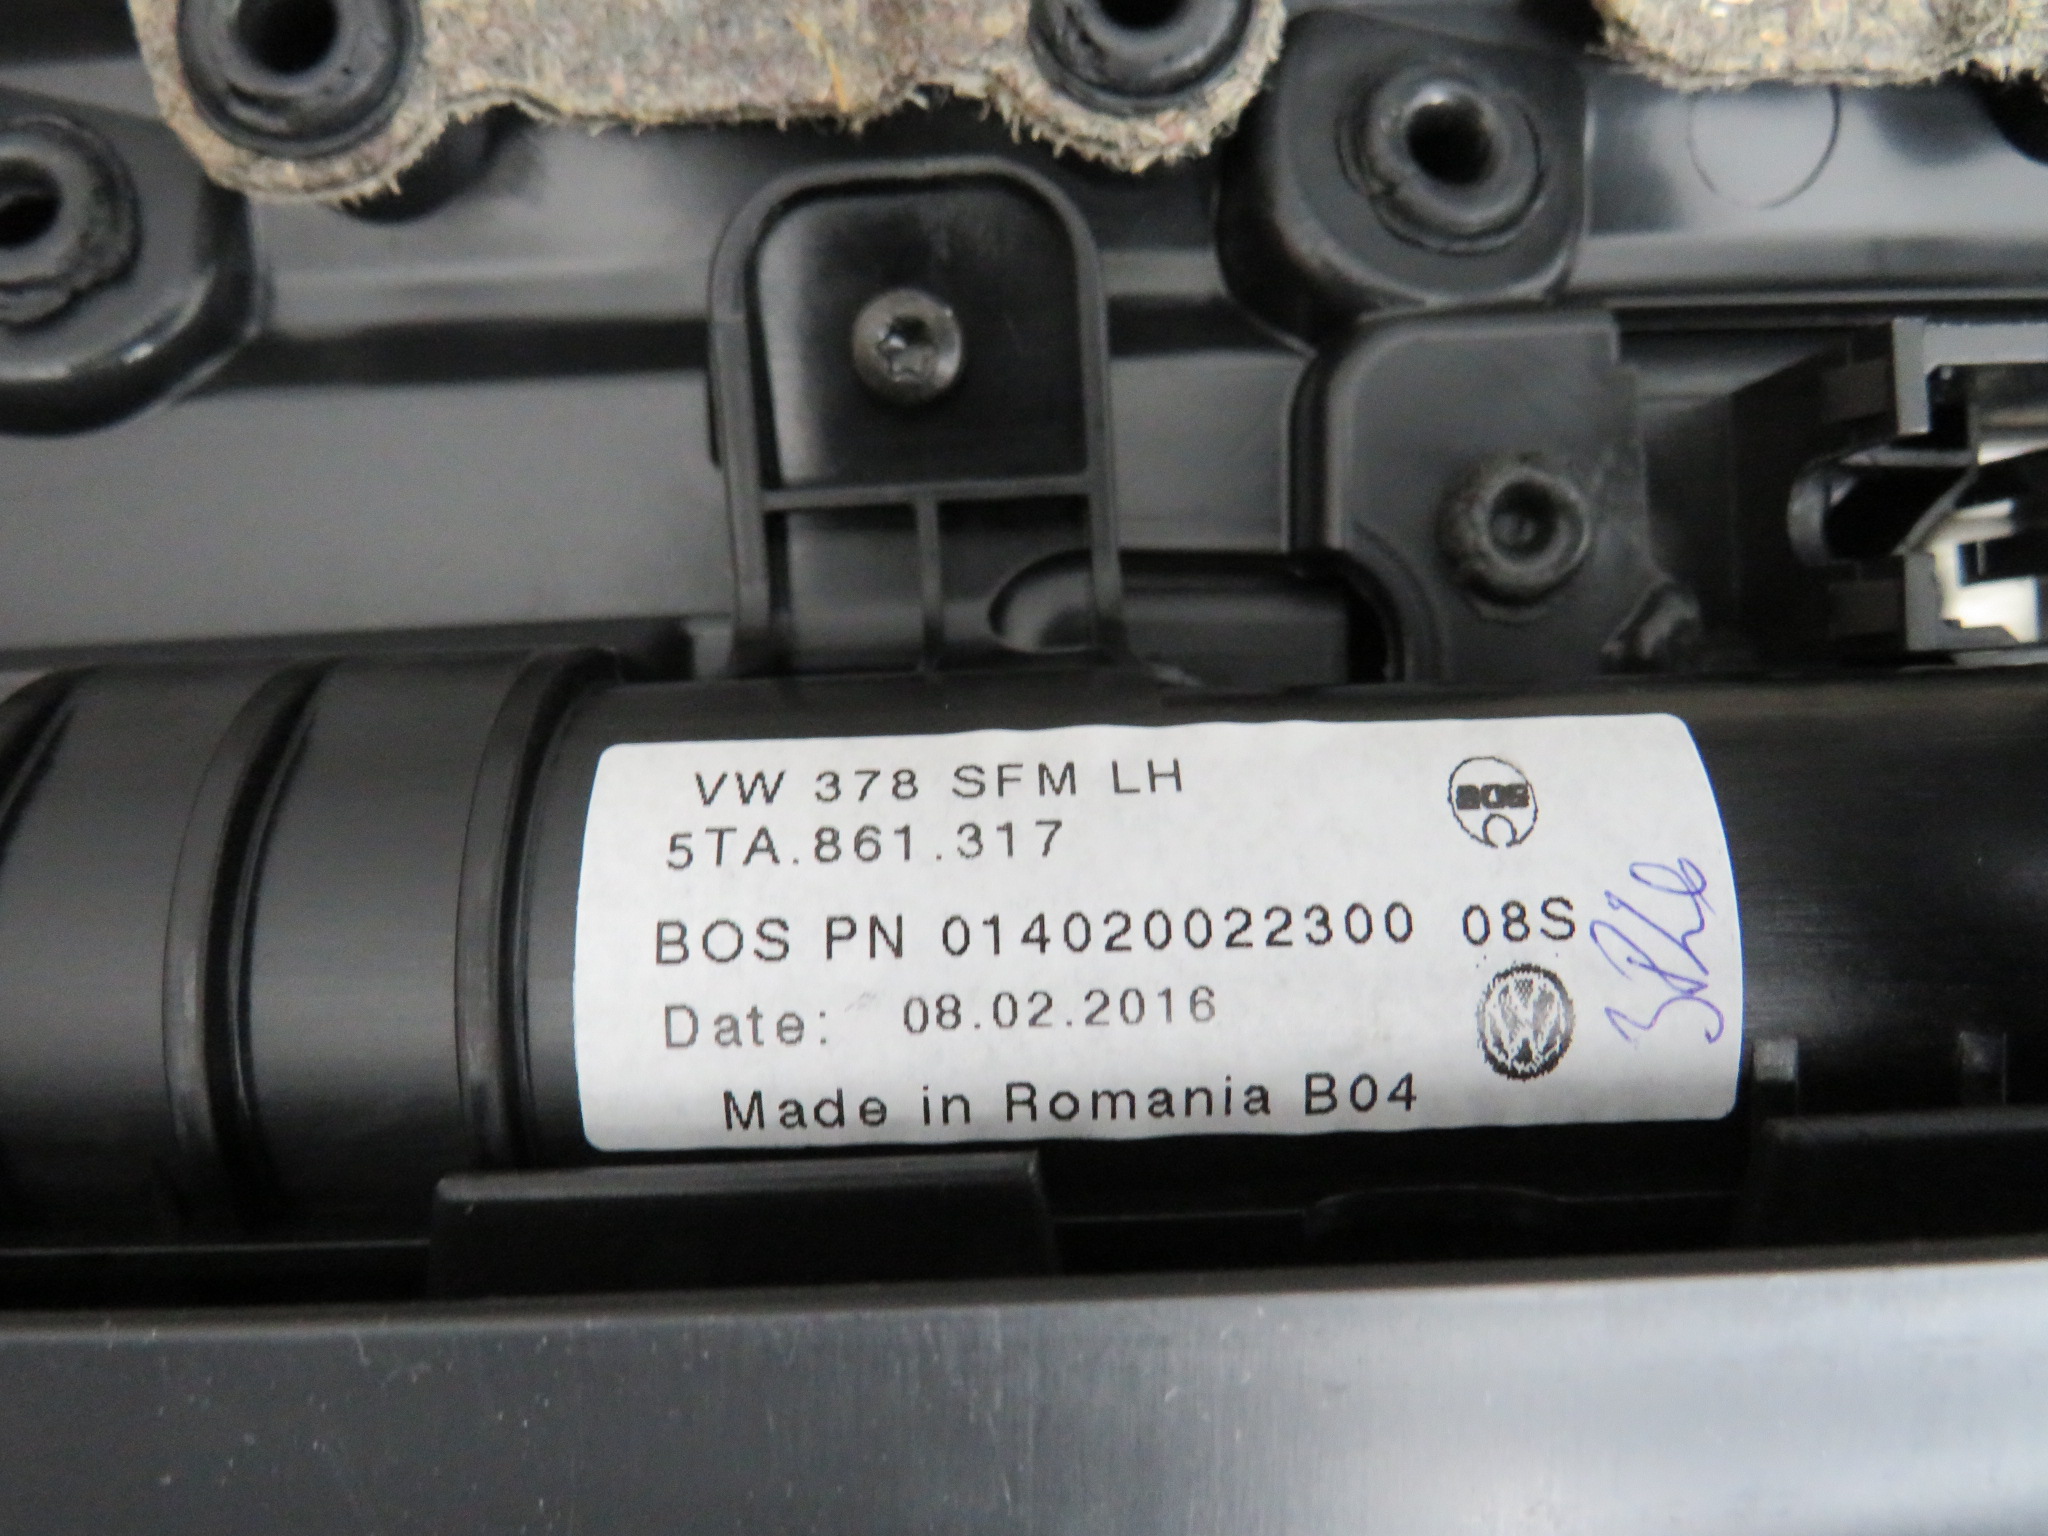 VW 378 SFM LH
5TA.861.317
BOS
BOS PN 014020022300 08S
Date: 08.02.2016
Made in Romania B04